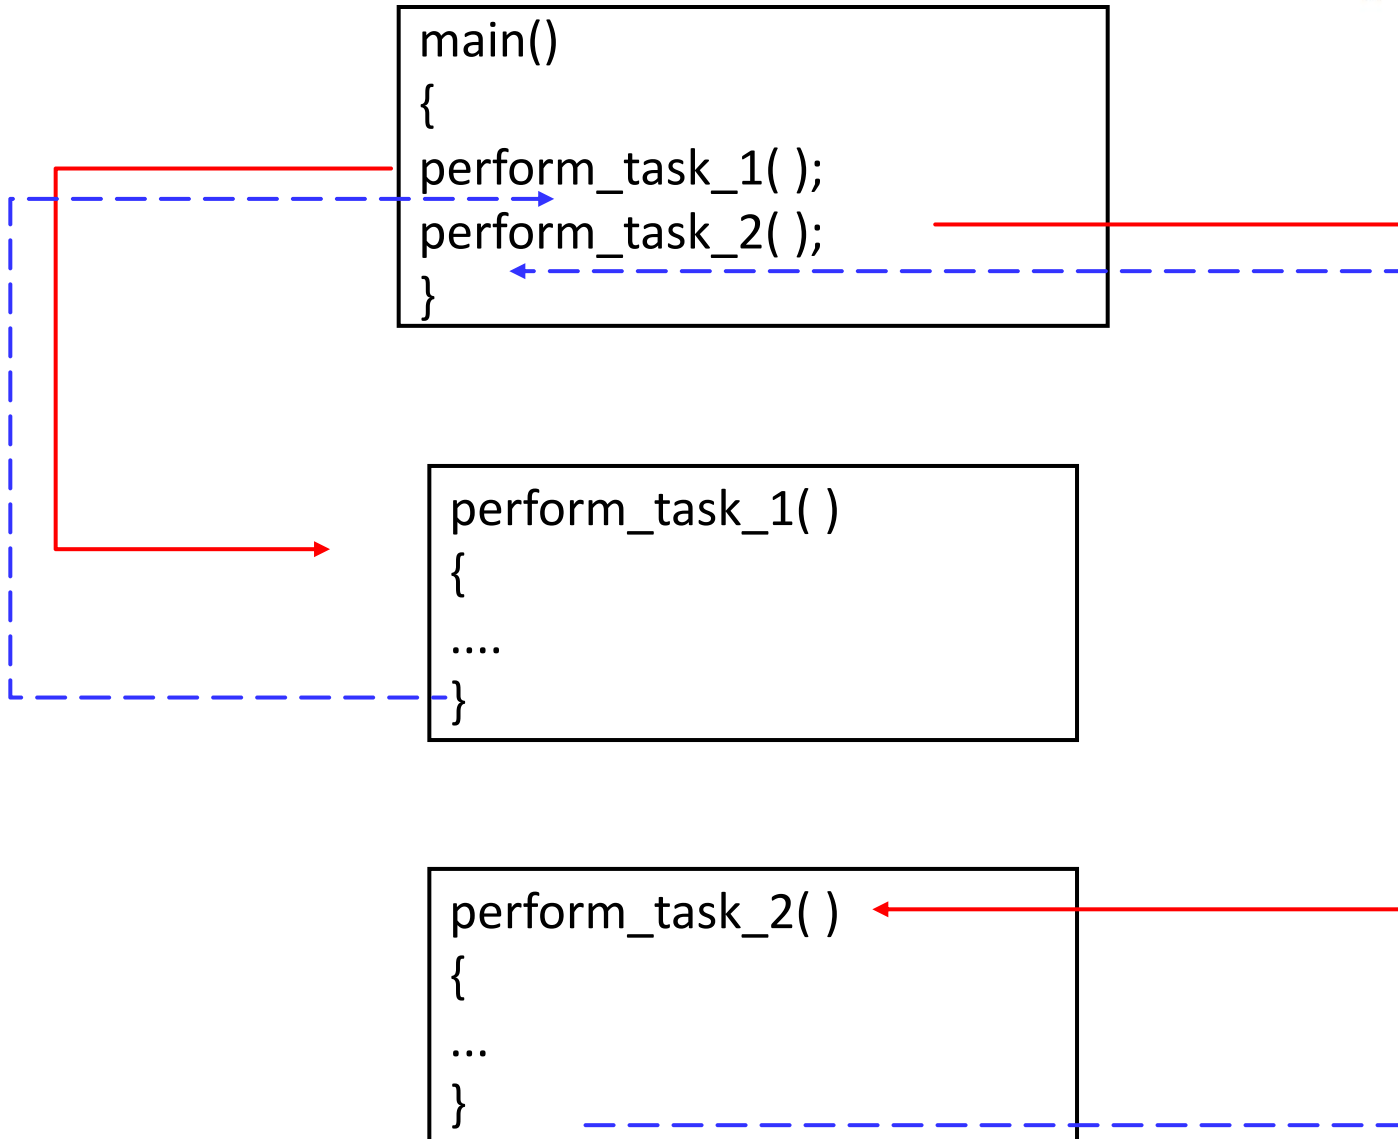 main()
{
perform_task_1( );
perform_task_2( );
}
perform_task_1( )
{
....
}
perform_task_2( )
{
...
}